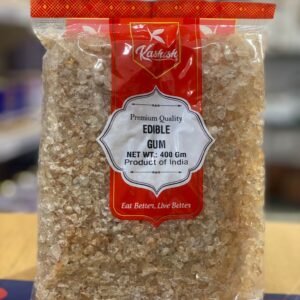 Kashish
Premium Quality
EDIBLE
GUM
NET WT.: 400 Gm
Product of India
Eat Better, Live Better